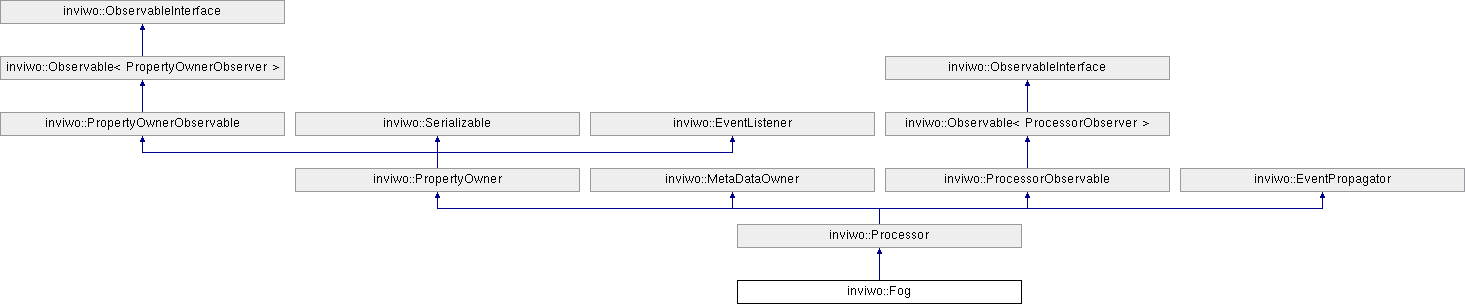 inviwo::ObservableInterface
inviwo::Observable< PropertyOwnerObserver >
inviwo::ObservableInterface
inviwo::PropertyOwnerObservable
inviwo::Serializable
inviwo::EventListener
inviwo::Observable< ProcessorObserver >
inviwo::PropertyOwner
inviwo::MetaDataOwner
inviwo::ProcessorObservable
inviwo::EventPropagator
inviwo::Processor
inviwo::Fog